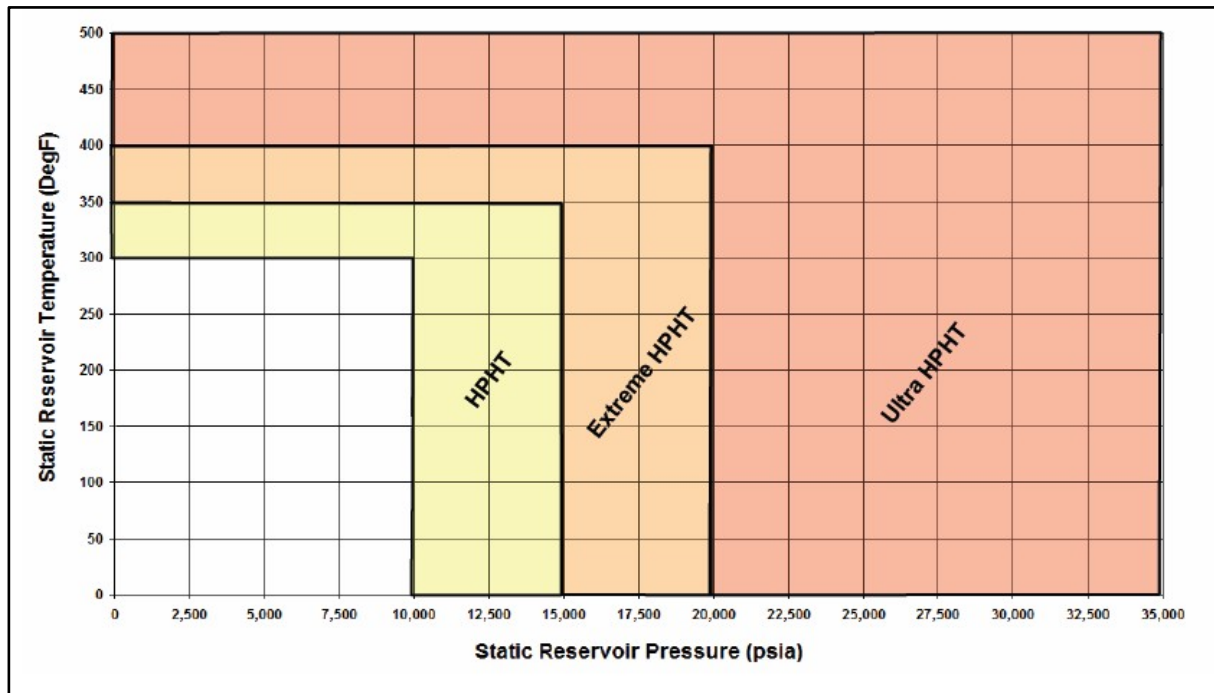 500
450
400
350
300
250
200
150
100
50
0
Static Reservoir Temperature (DegF)
HPHT
Extreme HPHT
Ultra HPHT
0 2,500 5,000 7,500 10,000 12,500 15,000 17,500 20,000 22,500 25,000 27,500 30,000 32,500 35,000
Static Reservoir Pressure (psia)